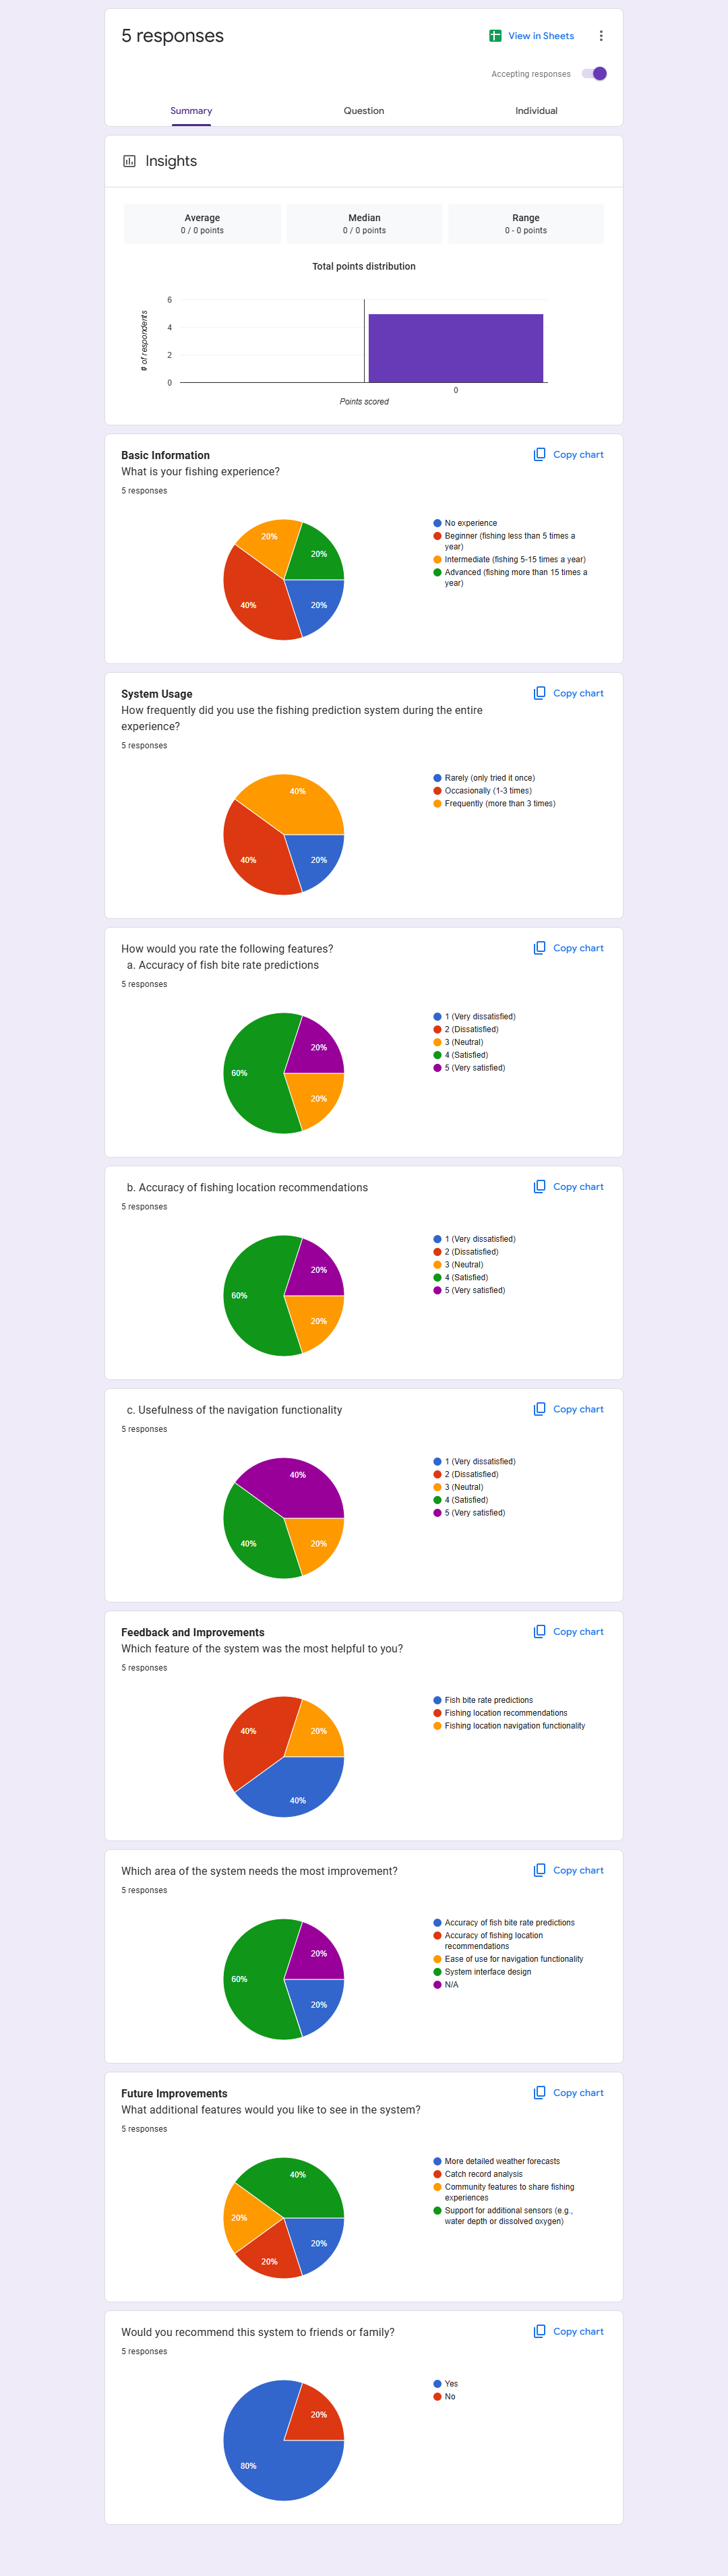 5 responses
View in Sheets
Accepting responses
Summary
Question
Individual
Insights
Average
0 / 0 points
Median
0 / 0 points
Range
0 - 0 points
Total points distribution
# of respondents
6
4
2
0
0
Points scored
Basic Information
Copy chart
What is your fishing experience?
5 responses
No experience
Beginner (fishing less than 5 times a
year)
Intermediate (fishing 5-15 times a year)
Advanced (fishing more than 15 times a
year)
20%
20%
40%
20%
System Usage
Copy chart
How frequently did you use the fishing prediction system during the entire
experience?
5 responses
Rarely (only tried it once)
Occasionally (1-3 times)
Frequently (more than 3 times)
40%
40%
20%
How would you rate the following features?
Copy chart
a. Accuracy of fish bite rate predictions
5 responses
1 (Very dissatisfied)
2 (Dissatisfied)
3 (Neutral)
4 (Satisfied)
5 (Very satisfied)
20%
60%
20%
b. Accuracy of fishing location recommendations
Copy chart
5 responses
1 (Very dissatisfied)
2 (Dissatisfied)
3 (Neutral)
4 (Satisfied)
5 (Very satisfied)
20%
60%
20%
c. Usefulness of the navigation functionality
Copy chart
5 responses
1 (Very dissatisfied)
2 (Dissatisfied)
3 (Neutral)
4 (Satisfied)
5 (Very satisfied)
40%
40%
20%
Feedback and Improvements
Copy chart
Which feature of the system was the most helpful to you?
5 responses
Fish bite rate predictions
Fishing location recommendations
Fishing location navigation functionality
40%
20%
40%
Which area of the system needs the most improvement?
Copy chart
5 responses
Accuracy of fish bite rate predictions
Accuracy of fishing location
recommendations
Ease of use for navigation functionality
System interface design
N/A
20%
60%
20%
Future Improvements
Copy chart
What additional features would you like to see in the system?
5 responses
More detailed weather forecasts
Catch record analysis
Community features to share fishing
experiences
Support for additional sensors (e.g.,
water depth or dissolved oxygen)
40%
20%
20%
20%
Would you recommend this system to friends or family?
Copy chart
5 responses
Yes
No
20%
80%